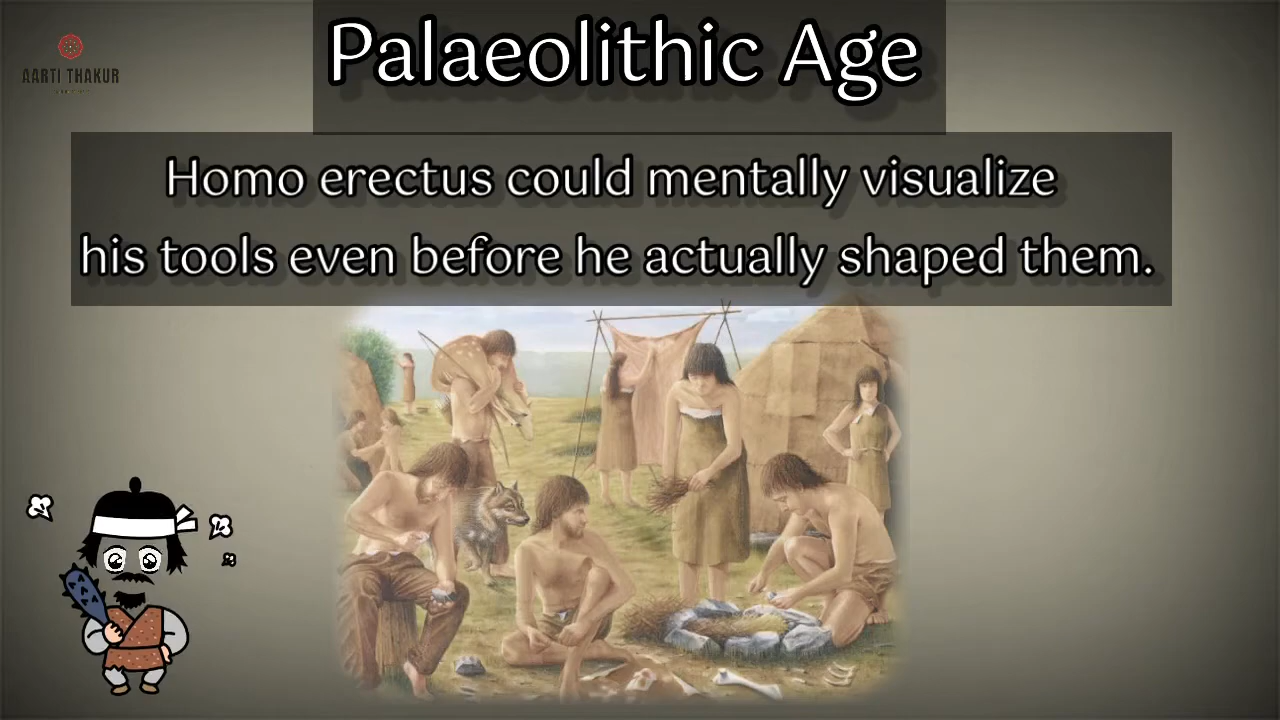 AARTI THAKUR
Palaeolithic Age
Homo erectus could mentally visualize
his tools even before he actually shaped them.